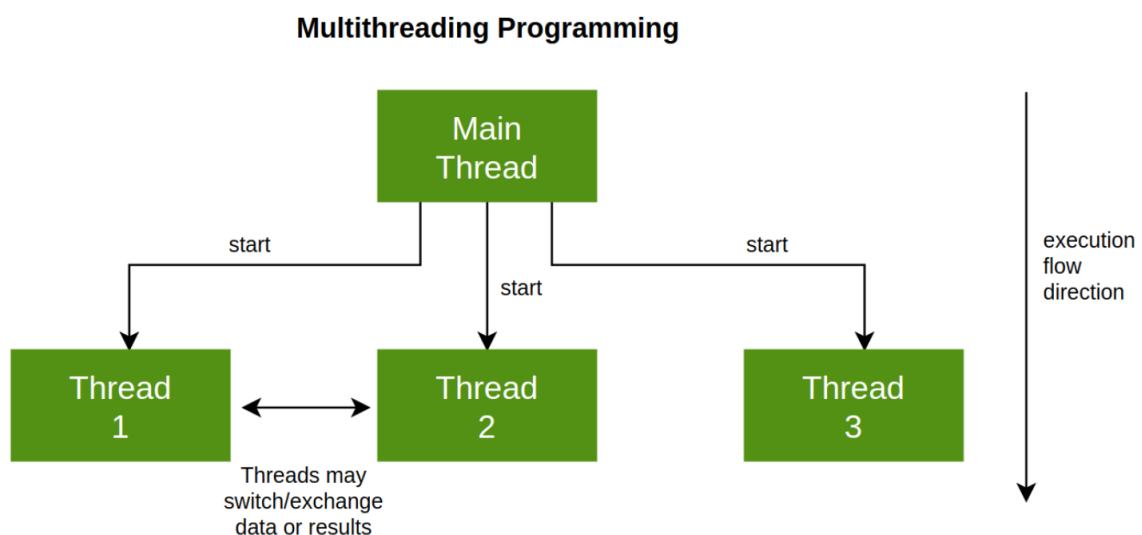 Multithreading Programming
Main
Thread
start
start
start
execution
flow
direction
Thread
1
Thread
2
Thread
3
Threads may
switch/exchange
data or results